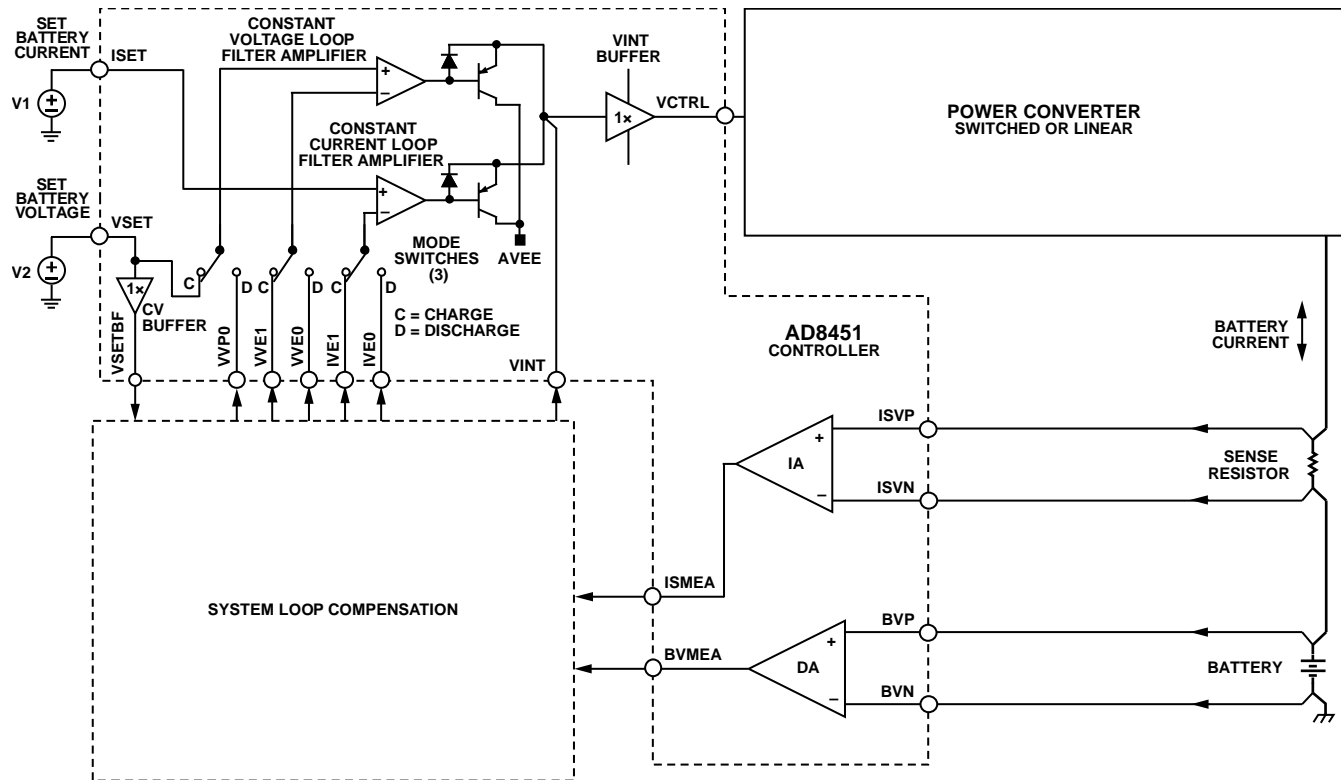 SET
BATTERY
CURRENT
ISET
V1
±
CONSTANT
VOLTAGE LOOP
FILTER AMPLIFIER
+
−
VINT
BUFFER
1×
VCTRL
POWER CONVERTER
SWITCHED OR LINEAR
CONSTANT
CURRENT LOOP
FILTER AMPLIFIER
+
−
SET
BATTERY
VOLTAGE
VSET
V2
±
1×
CV
BUFFER
VSETBF
MODE
SWITCHES
(3)
AVEE
C
D
C
D
C
D
C = CHARGE
D = DISCHARGE
VVP0
VVE1
VVE0
IVE1
IVE0
VINT
AD8451
CONTROLLER
BATTERY
CURRENT
ISVP
+
IA
−
ISVN
SENSE
RESISTOR
ISMEA
SYSTEM LOOP COMPENSATION
BVP
+
BVMEA
DA
BATTERY
−
BVN